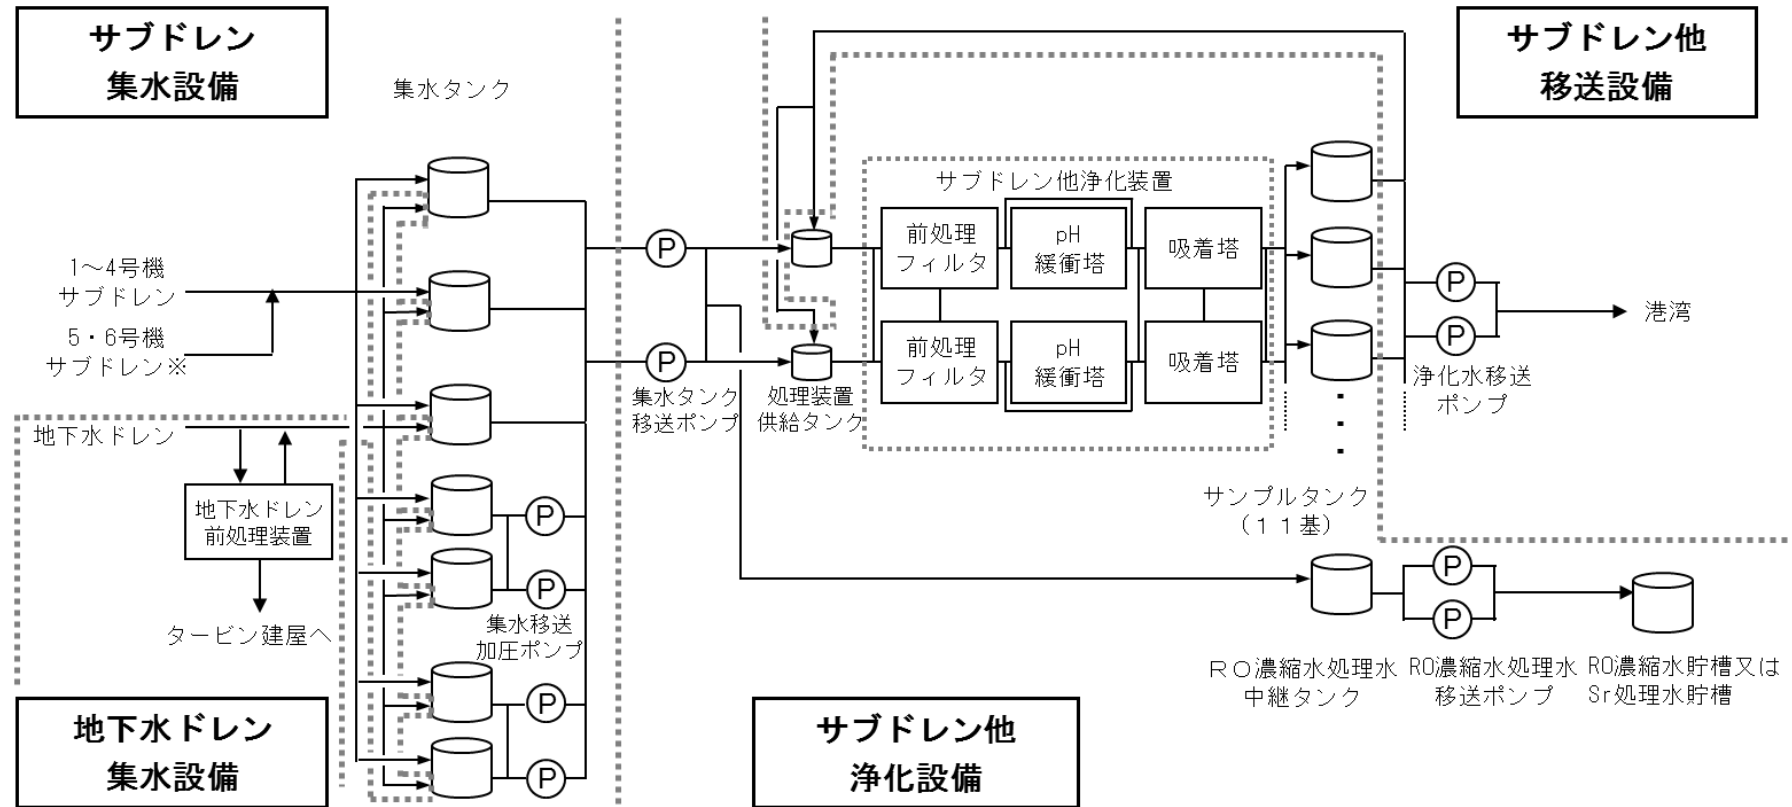 サブドレン
集水設備
集水タンク
サブドレン他
移送設備
サブドレン他浄化装置
前処理
フィルタ
pH
緩衝塔
吸着塔
P
1～4号機
サブドレン
5・6号機
サブドレン※
P
P
P
港湾
前処理
フィルタ
pH
緩衝塔
吸着塔
集水タンク
移送ポンプ
処理装置
供給タンク
浄化水移送
ポンプ
地下水ドレン
地下水ドレン
前処理装置
P
サンプルタンク
(11基)
P
P
P
タービン建屋へ
集水移送
加圧ポンプ
RO濃縮水処理水
中継タンク
RO濃縮水処理水
移送ポンプ
RO濃縮水貯槽又は
Sr処理水貯槽
P
P
地下水ドレン
集水設備
サブドレン他
浄化設備